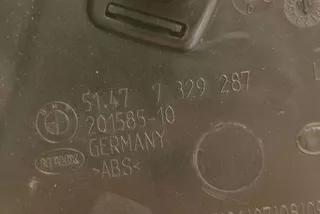 51.47 7 329 287
201585-10
GERMANY
>ABS<